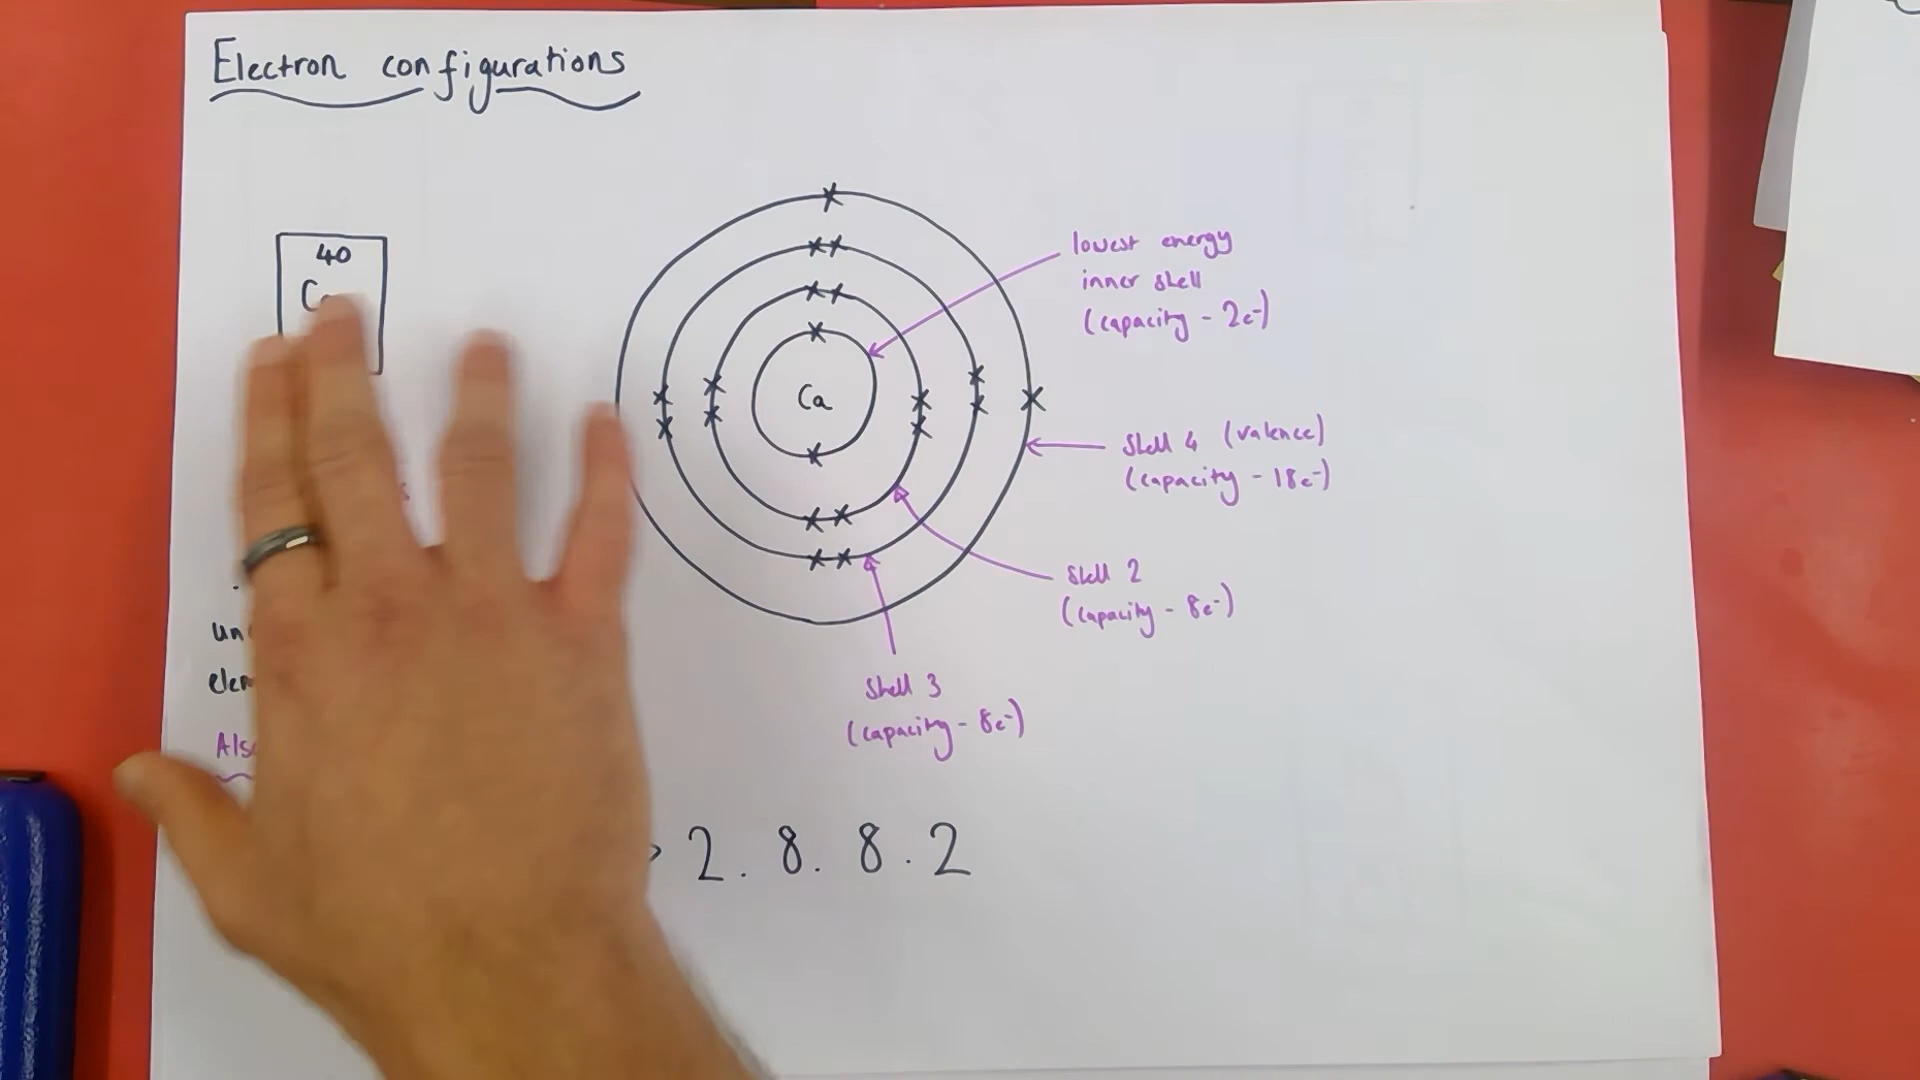 Electron configurations
40
Ca
lowest energy
inner shell
(capacity - 2e-)
Shell 4 (valence)
(capacity - 18e-)
Shell 2
(capacity - 8e-)
Shell 3
(capacity - 8e-)
2. 8. 8. 2